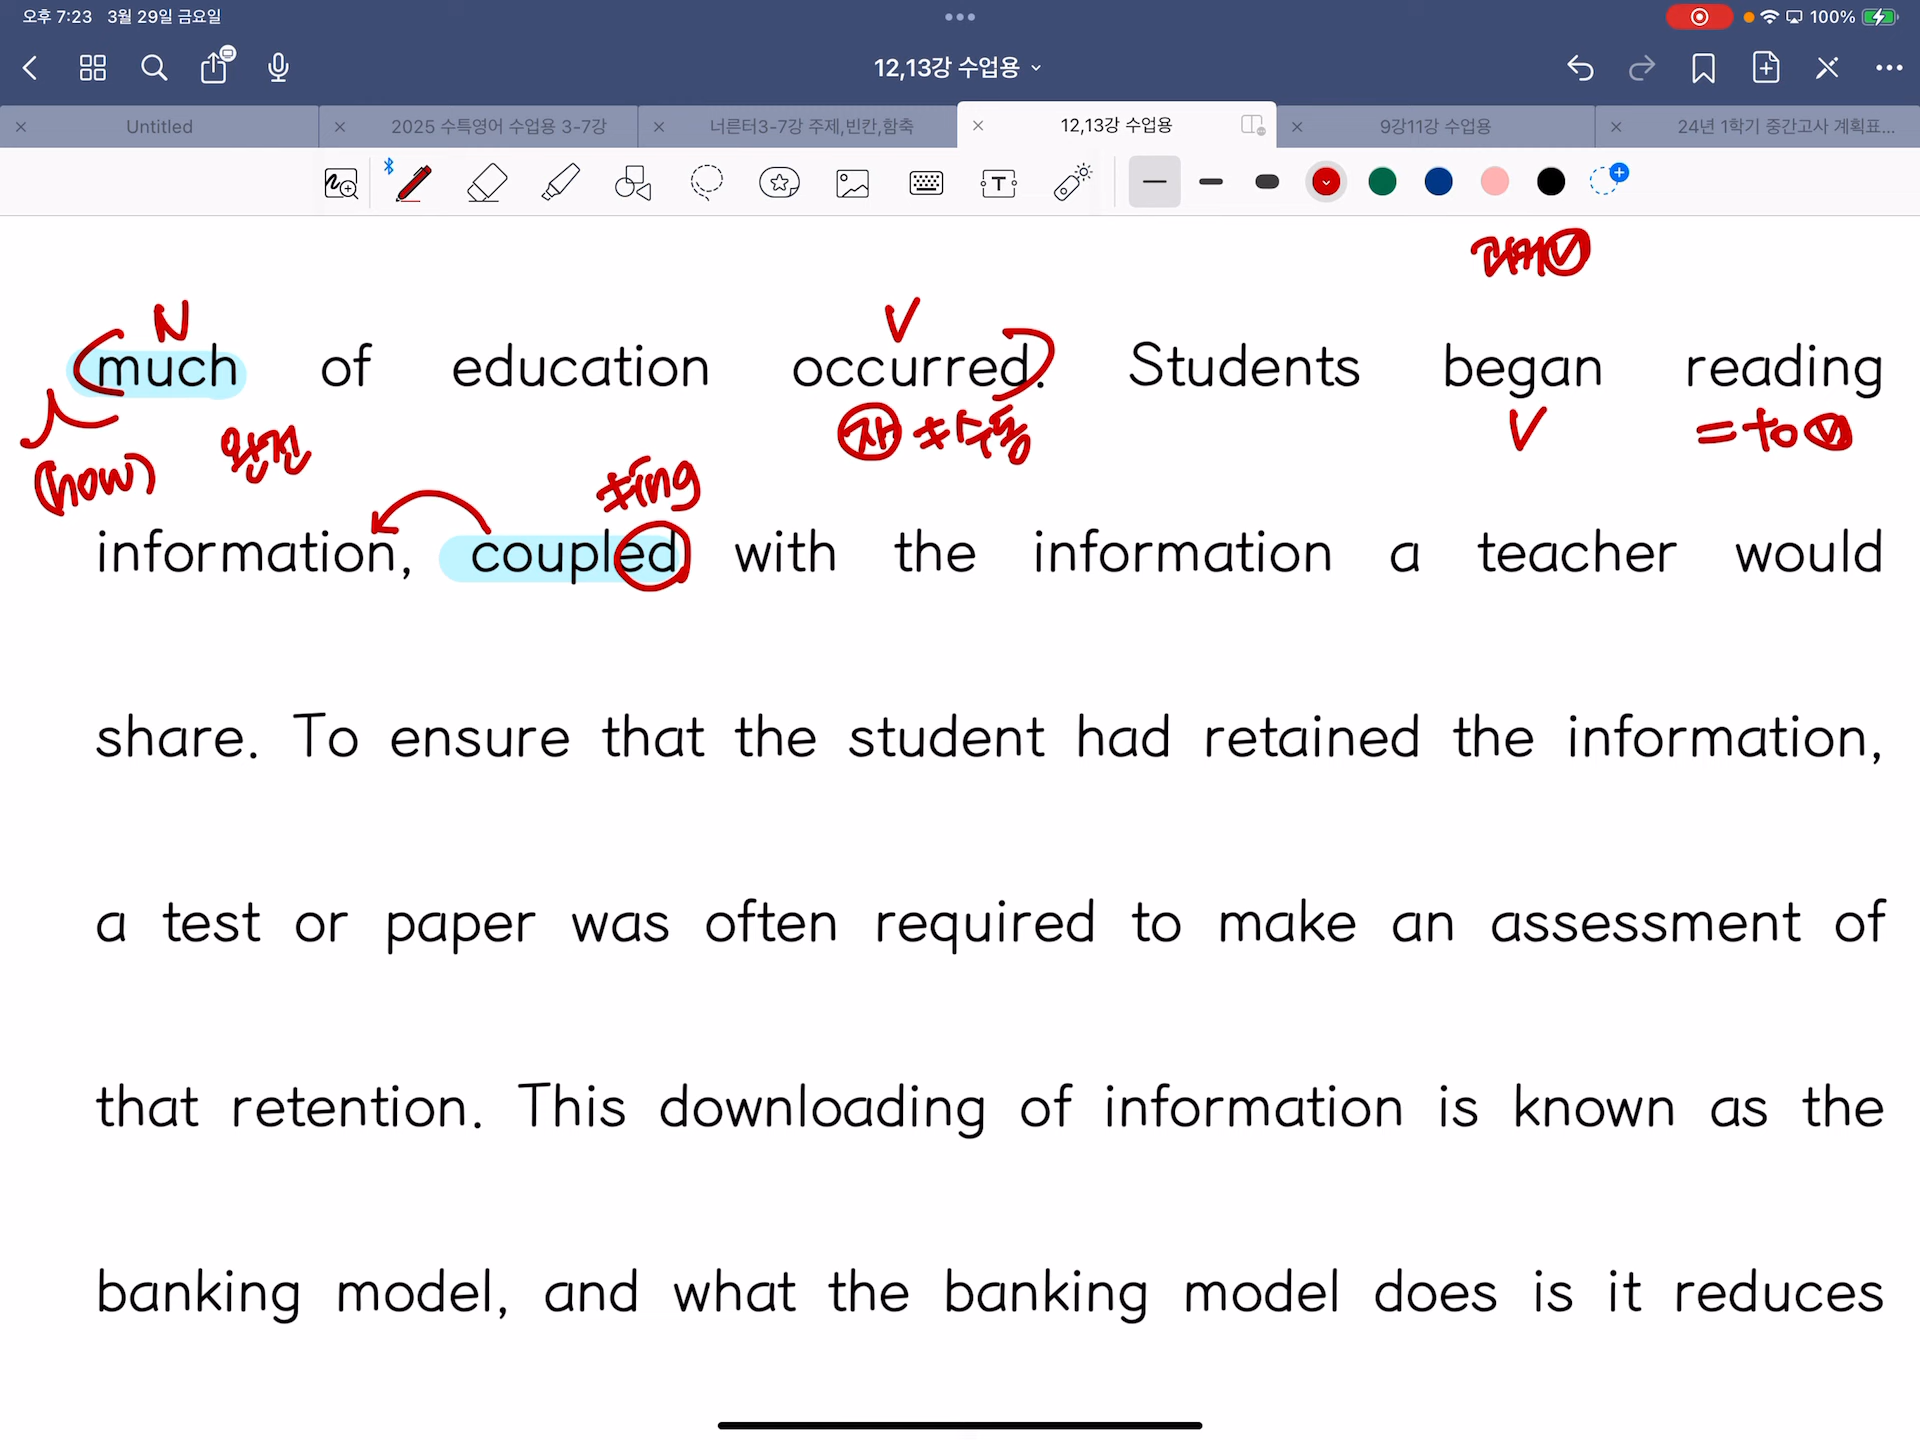 오후 7:23 3월 29일 금요일 100%
12,13강 수업용
Untitled 2025 수특영어 수업용 3-7강 너른터3-7강 주제,빈칸,함축 12,13강 수업용 9강11강 수업용 24년 1학기 중간고사 계획표...
T
과거 V
N V
much of education occurred. Students began reading
(how) 완전 자 ≠수동 V = to V
≠ing
information, coupled with the information a teacher would
share. To ensure that the student had retained the information,
a test or paper was often required to make an assessment of
that retention. This downloading of information is known as the
banking model, and what the banking model does is it reduces